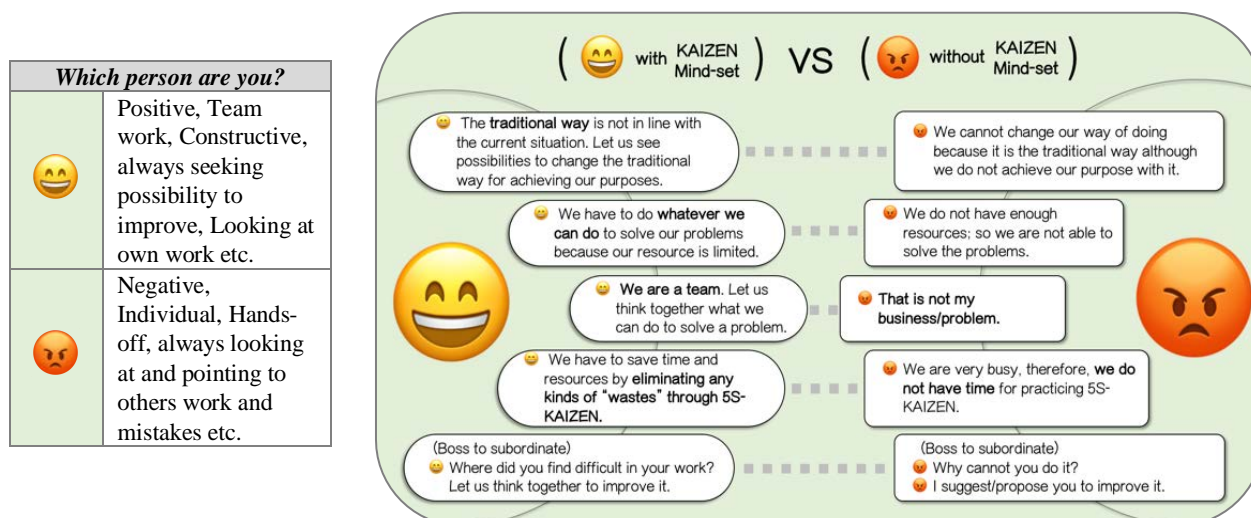 Which person are you?
Positive, Team
work, Constructive,
always seeking
possibility to
improve, Looking at
own work etc.
Negative,
Individual, Hands-
off, always looking
at and pointing to
others work and
mistakes etc.
( with KAIZEN
Mind-set ) VS ( without KAIZEN
Mind-set )
The traditional way is not in line with
the current situation. Let us see
possibilities to change the traditional
way for achieving our purposes.
We cannot change our way of doing
because it is the traditional way although
we do not achieve our purpose with it.
We have to do whatever we
can do to solve our problems
because our resource is limited.
We do not have enough
resources; so we are not able to
solve the problems.
We are a team. Let us
think together what we
can do to solve a problem.
That is not my
business/problem.
We have to save time and
resources by eliminating any
kinds of "wastes" through 5S-
KAIZEN.
We are very busy, therefore, we do
not have time for practicing 5S-
KAIZEN.
(Boss to subordinate)
Where did you find difficult in your work?
Let us think together to improve it.
(Boss to subordinate)
Why cannot you do it?
I suggest/propose you to improve it.